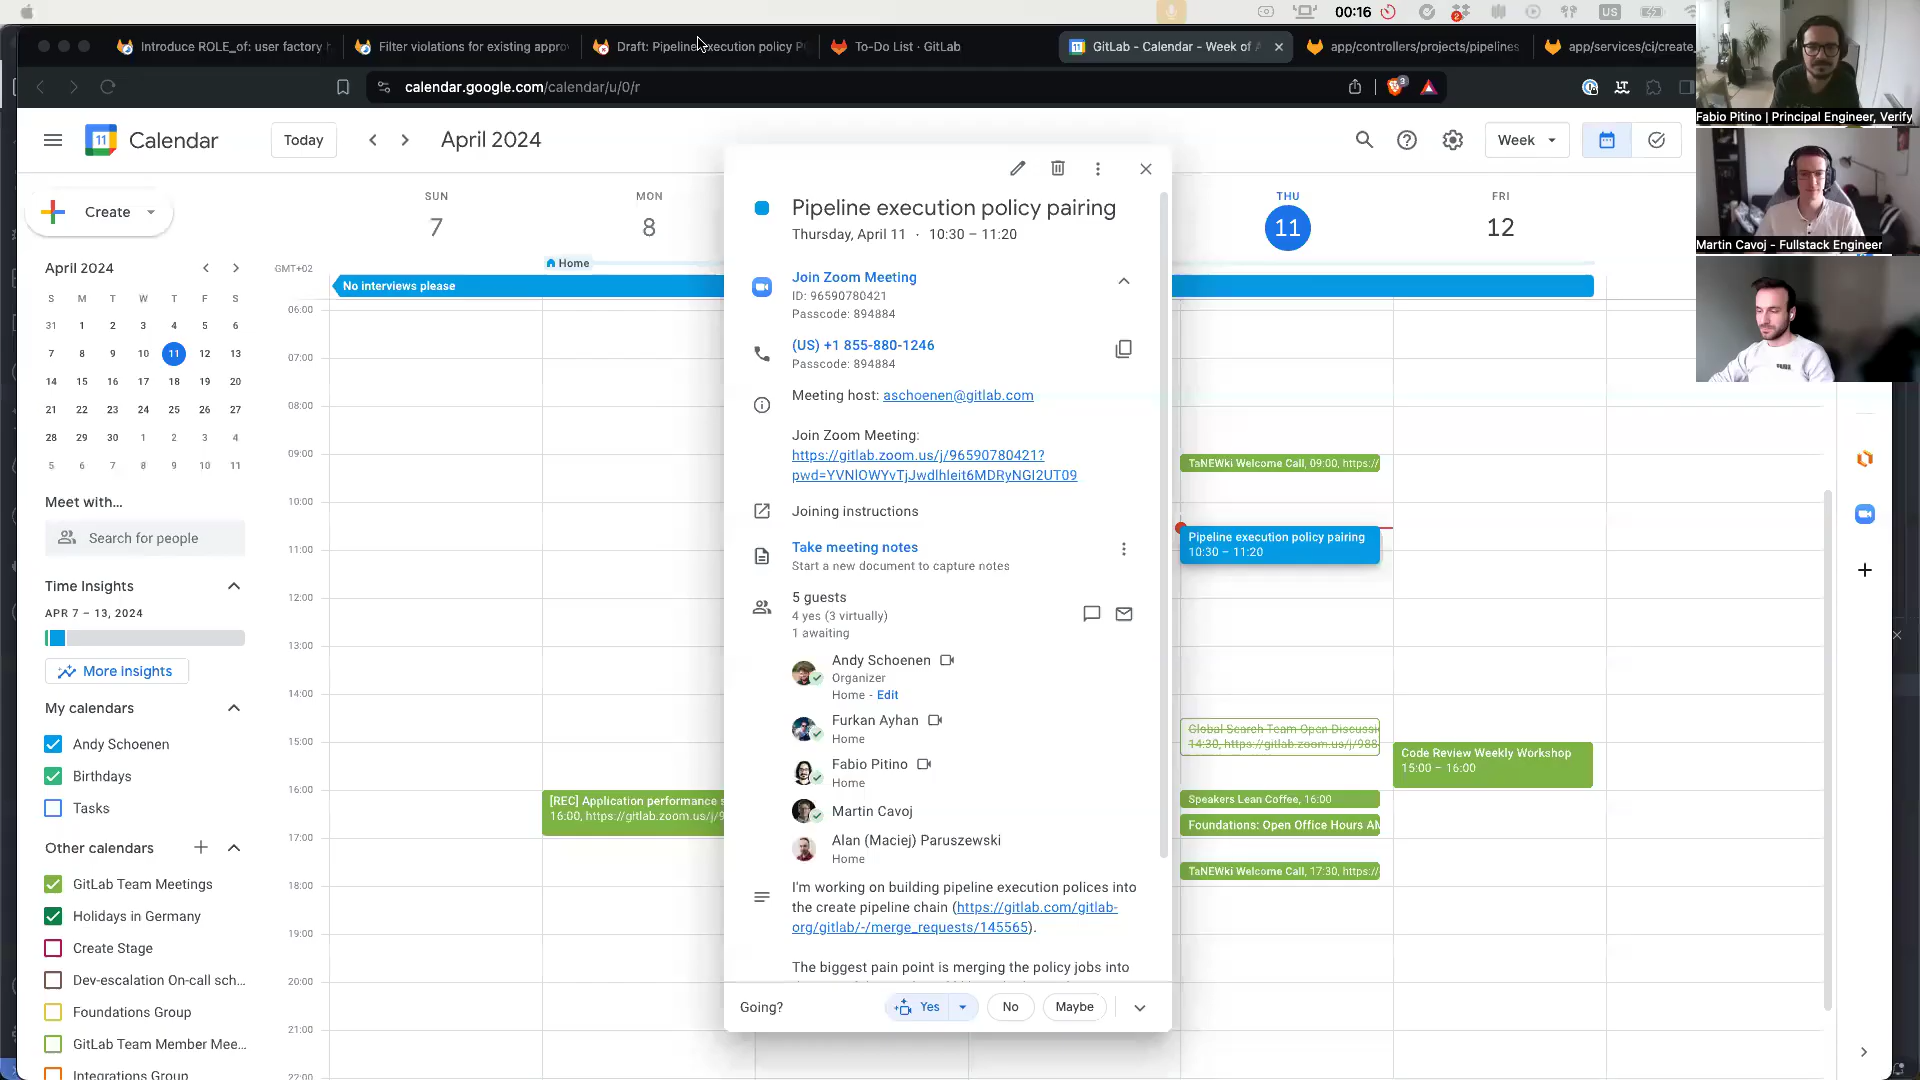 00:16
US
Introduce ROLE_of: user factory h
Filter violations for existing appro
Draft: Pipeline execution policy P
To-Do List · GitLab
GitLab - Calendar - Week of A
app/controllers/projects/pipelines
app/services/ci/create_
calendar.google.com/calendar/u/0/r
Calendar
Today
April 2024
Week
Create
SUN
7
MON
8
THU
11
FRI
12
Fabio Pitino | Principal Engineer, Verify
Martin Cavoj - Fullstack Engineer
GMT+02
Home
No interviews please
April 2024
S M T W T F S
31 1 2 3 4 5 6
7 8 9 10 11 12 13
14 15 16 17 18 19 20
21 22 23 24 25 26 27
28 29 30 1 2 3 4
5 6 7 8 9 10 11
Meet with...
Search for people
Time Insights
APR 7 – 13, 2024
More insights
My calendars
Andy Schoenen
Birthdays
Tasks
Other calendars
GitLab Team Meetings
Holidays in Germany
Create Stage
Dev-escalation On-call sch...
Foundations Group
GitLab Team Member Mee...
Integrations Group
06:00
07:00
08:00
09:00
10:00
11:00
12:00
13:00
14:00
15:00
16:00
17:00
18:00
19:00
20:00
21:00
22:00
[REC] Application performance s
16:00, https://gitlab.zoom.us/j/9
Pipeline execution policy pairing
Thursday, April 11 · 10:30 – 11:20
Join Zoom Meeting
ID: 96590780421
Passcode: 894884
(US) +1 855-880-1246
Passcode: 894884
Meeting host: aschoenen@gitlab.com
Join Zoom Meeting:
https://gitlab.zoom.us/j/96590780421?
pwd=YVNlOWYvTjJwdlhleit6MDRyNGI2UT09
Joining instructions
Take meeting notes
Start a new document to capture notes
5 guests
4 yes (3 virtually)
1 awaiting
Andy Schoenen
Organizer
Home - Edit
Furkan Ayhan
Home
Fabio Pitino
Home
Martin Cavoj
Alan (Maciej) Paruszewski
Home
I'm working on building pipeline execution polices into
the create pipeline chain (https://gitlab.com/gitlab-
org/gitlab/-/merge_requests/145565).
The biggest pain point is merging the policy jobs into
Going?
Yes
No
Maybe
TaNEWki Welcome Call, 09:00, https://
Pipeline execution policy pairing
10:30 – 11:20
Global Search Team Open Discussi
14:30, https://gitlab.zoom.us/j/988
Code Review Weekly Workshop
15:00 – 16:00
Speakers Lean Coffee, 16:00
Foundations: Open Office Hours AM
TaNEWki Welcome Call, 17:30, https:/